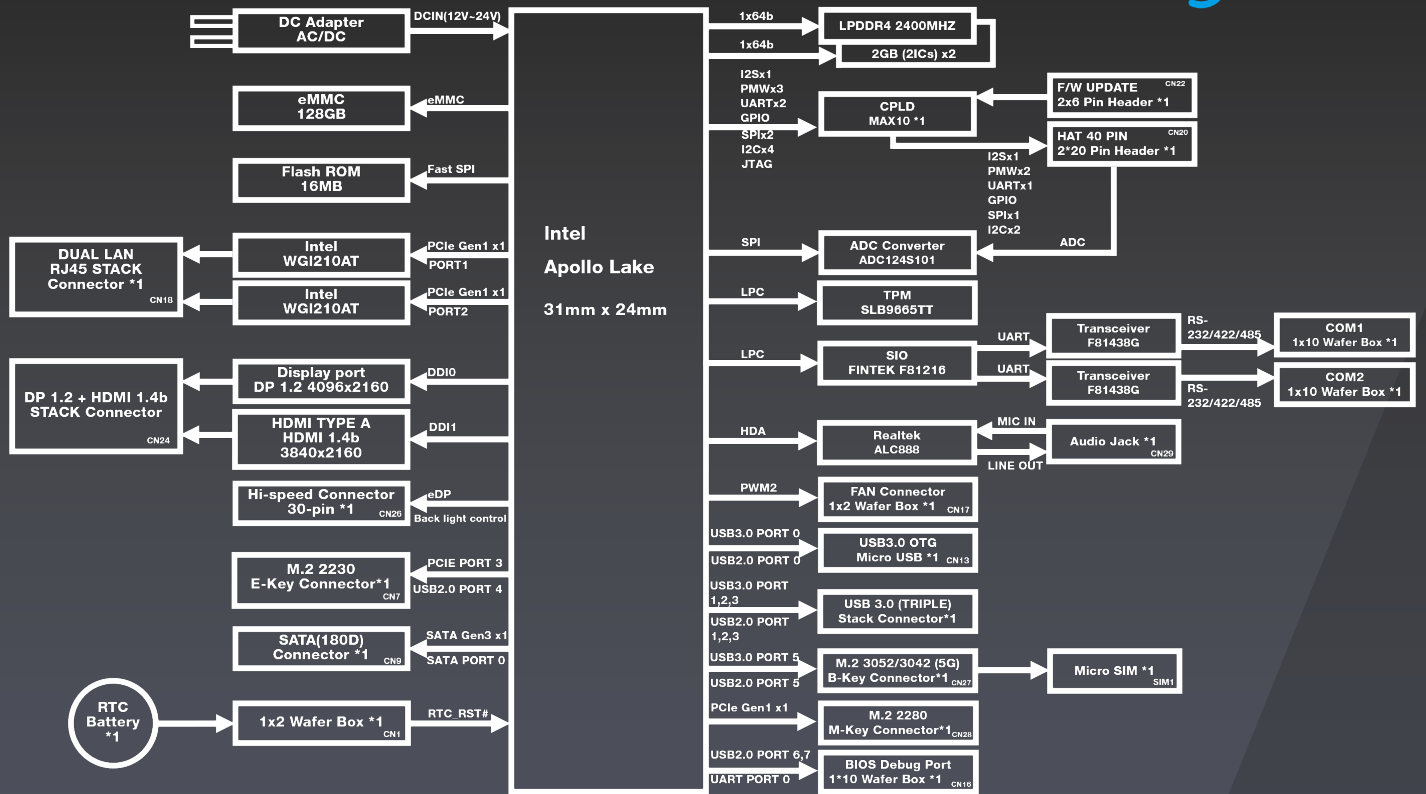 DC Adapter
AC/DC
DCIN(12V~24V)
eMMC
128GB
eMMC
Flash ROM
16MB
Fast SPI
DUAL LAN
RJ45 STACK
Connector *1
CN18
Intel
WGI210AT
PCIe Gen1 x1
PORT1
Intel
WGI210AT
PCIe Gen1 x1
PORT2
DP 1.2 + HDMI 1.4b
STACK Connector
CN24
Display port
DP 1.2 4096x2160
DDI0
HDMI TYPE A
HDMI 1.4b
3840x2160
DDI1
Hi-speed Connector
30-pin *1
CN26
eDP
Back light control
M.2 2230
E-Key Connector*1
CN7
PCIE PORT 3
USB2.0 PORT 4
SATA(180D)
Connector *1
CN9
SATA Gen3 x1
SATA PORT 0
RTC
Battery
*1
1x2 Wafer Box *1
CN1
RTC_RST#
Intel
Apollo Lake
31mm x 24mm
1x64b
LPDDR4 2400MHZ
1x64b
2GB (2ICs) x2
I2Sx1
PMWx3
UARTx2
GPIO
SPIx2
I2Cx4
JTAG
CPLD
MAX10 *1
F/W UPDATE
CN22
2x6 Pin Header *1
HAT 40 PIN
CN20
2*20 Pin Header *1
I2Sx1
PMWx2
UARTx1
GPIO
SPIx1
I2Cx2
SPI
ADC Converter
ADC124S101
ADC
LPC
TPM
SLB9665TT
LPC
SIO
FINTEK F81216
UART
Transceiver
F81438G
RS-
232/422/485
COM1
1x10 Wafer Box *1
UART
Transceiver
F81438G
RS-
232/422/485
COM2
1x10 Wafer Box *1
HDA
Realtek
ALC888
MIC IN
LINE OUT
Audio Jack *1
CN29
PWM2
FAN Connector
1x2 Wafer Box *1
CN17
USB3.0 PORT 0
USB2.0 PORT 0
USB3.0 OTG
Micro USB *1
CN13
USB3.0 PORT
1,2,3
USB2.0 PORT
1,2,3
USB 3.0 (TRIPLE)
Stack Connector*1
USB3.0 PORT 5
USB2.0 PORT 5
M.2 3052/3042 (5G)
B-Key Connector*1
CN27
Micro SIM *1
SIM1
PCIe Gen1 x1
M.2 2280
M-Key Connector*1
CN28
USB2.0 PORT 6,7
UART PORT 0
BIOS Debug Port
1*10 Wafer Box *1
CN16